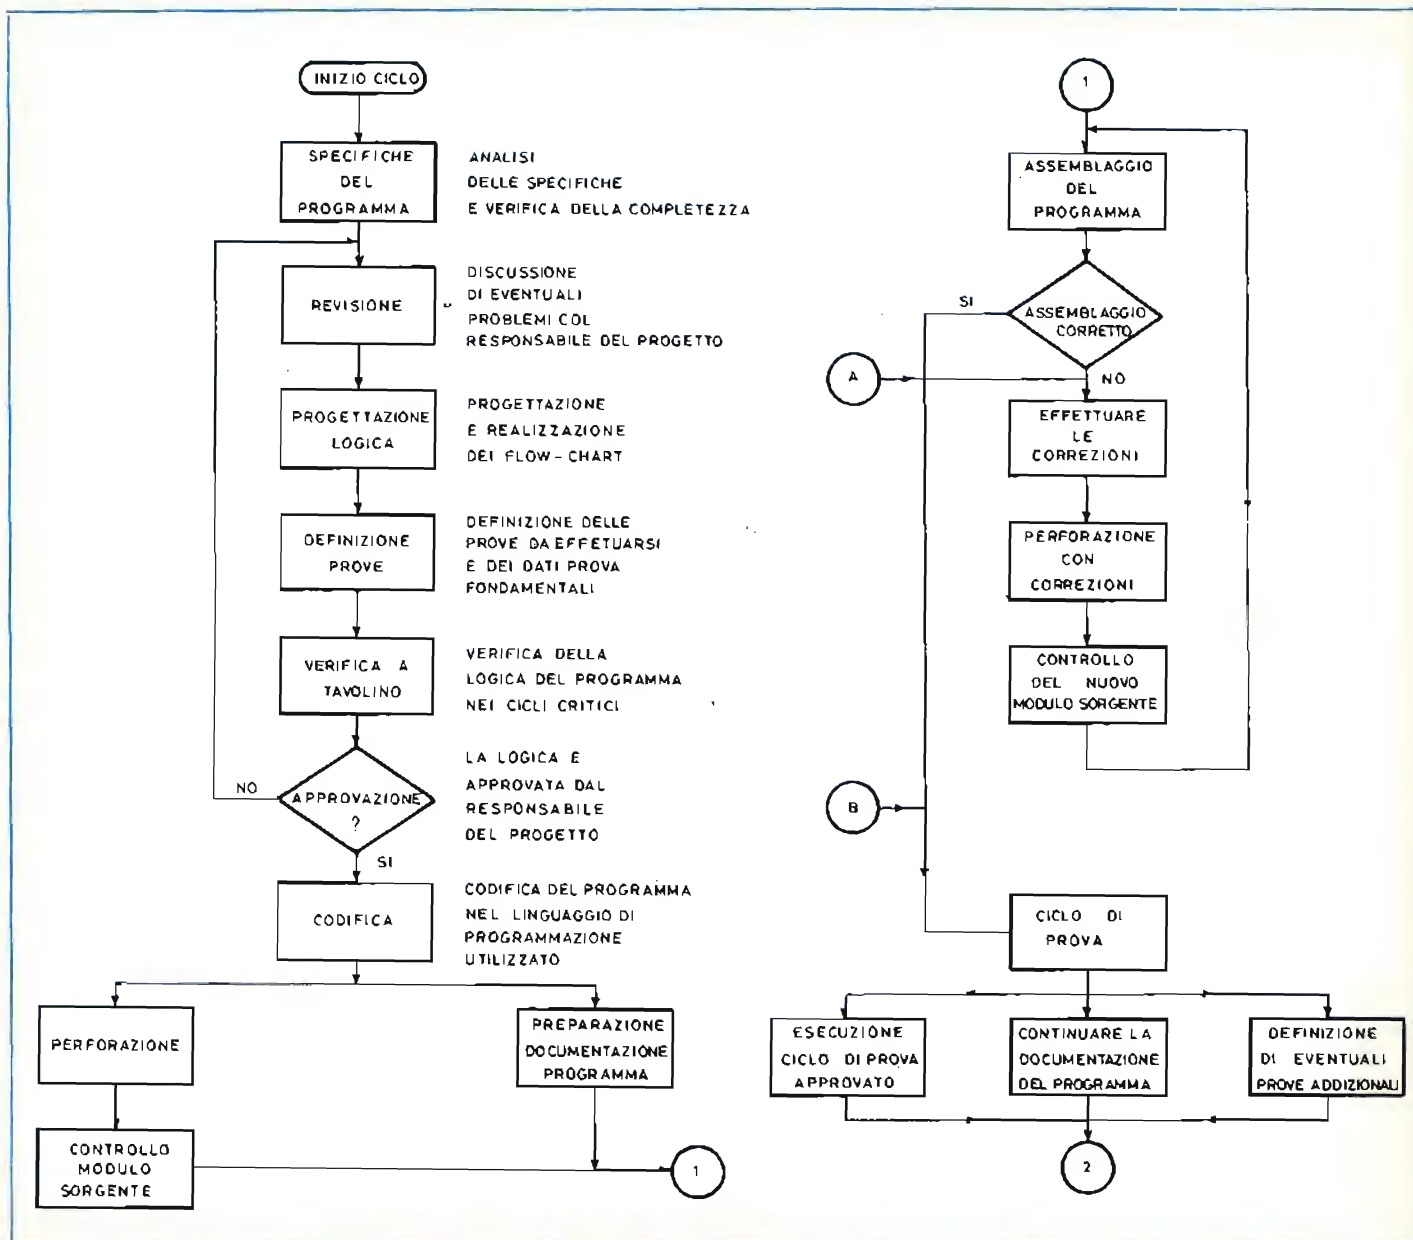 INIZIO CICLO
SPECIFICHE
DEL
PROGRAMMA
ANALISI
DELLE SPECIFICHE
E VERIFICA DELLA COMPLETEZZA
REVISIONE
DISCUSSIONE
DI EVENTUALI
PROBLEMI COL
RESPONSABILE DEL PROGETTO
PROGETTAZIONE
LOGICA
PROGETTAZIONE
E REALIZZAZIONE
DEI FLOW-CHART
DEFINIZIONE
PROVE
DEFINIZIONE DELLE
PROVE DA EFFETUARSI
E DEI DATI PROVA
FONDAMENTALI
VERIFICA A
TAVOLINO
VERIFICA DELLA
LOGICA DEL PROGRAMMA
NEI CICLI CRITICI
NO
APPROVAZIONE
?
LA LOGICA E
APPROVATA DAL
RESPONSABILE
DEL PROGETTO
SI
CODIFICA
CODIFICA DEL PROGRAMMA
NEL LINGUAGGIO DI
PROGRAMMAZIONE
UTILIZZATO
PERFORAZIONE
PREPARAZIONE
DOCUMENTAZIONE
PROGRAMMA
CONTROLLO
MODULO
SORGENTE
1
1
ASSEMBLAGGIO
DEL
PROGRAMMA
SI
ASSEMBLAGGIO
CORRETTO
A
NO
EFFETTUARE
LE
CORREZIONI
PERFORAZIONE
CON
CORREZIONI
CONTROLLO
DEL NUOVO
MODULO SORGENTE
B
CICLO DI
PROVA
ESECUZIONE
CICLO DI PROVA
APPROVATO
CONTINUARE LA
DOCUMENTAZIONE
DEL PROGRAMMA
DEFINIZIONE
DI EVENTUALI
PROVE ADDIZIONALI
2